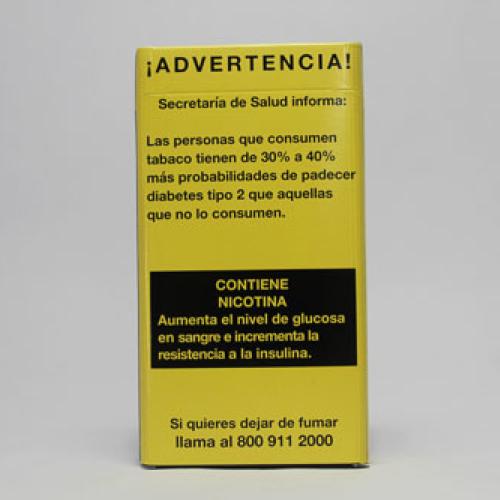 ¡ADVERTENCIA!
Secretaría de Salud informa:
Las personas que consumen
tabaco tienen de 30% a 40%
más probabilidades de padecer
diabetes tipo 2 que aquellas
que no lo consumen.
CONTIENE
NICOTINA
Aumenta el nivel de glucosa
en sangre e incrementa la
resistencia a la insulina.
Si quieres dejar de fumar
llama al 800 911 2000